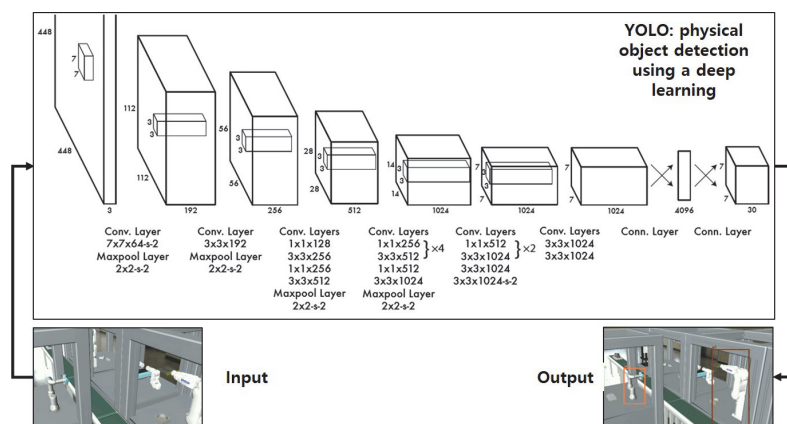 YOLO: physical
object detection
using a deep
learning
448
7
7
448
3
112
3
3
112
192
56
3
3
56
256
28
3
3
28
512
14
3
3
14
1024
7
3
3
7
1024
7
7
1024
4096
7
7
30
Conv. Layer
7x7x64-s-2
Maxpool Layer
2x2-s-2
Conv. Layer
3x3x192
Maxpool Layer
2x2-s-2
Conv. Layers
1x1x128
3x3x256
1x1x256
3x3x512
Maxpool Layer
2x2-s-2
Conv. Layers
1x1x256
3x3x512
×4
1x1x512
3x3x1024
Maxpool Layer
2x2-s-2
Conv. Layers
1x1x512
3x3x1024
×2
3x3x1024
3x3x1024-s-2
Conv. Layers
3x3x1024
3x3x1024
Conn. Layer
Conn. Layer
Input
Output